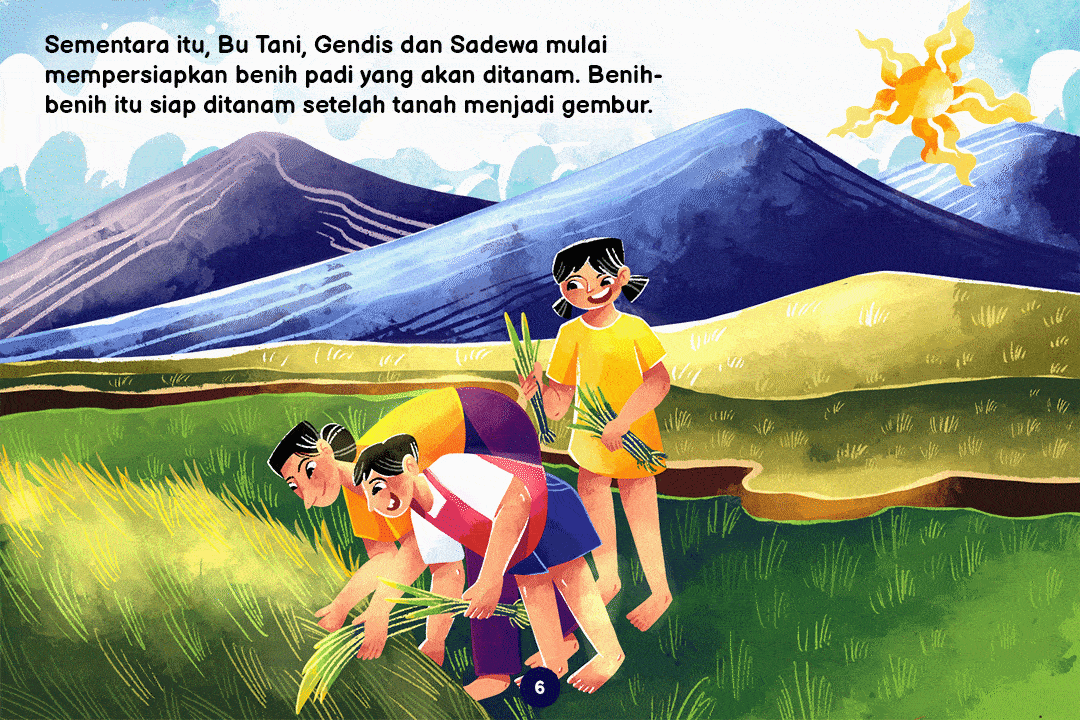 Sementara itu, Bu Tani, Gendis dan Sadewa mulai
mempersiapkan benih padi yang akan ditanam. Benih-
benih itu siap ditanam setelah tanah menjadi gembur.
6